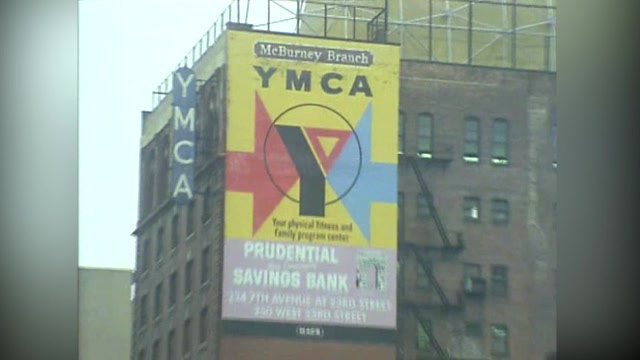 McBurney Branch
YMCA
YMCA
Y
Your physical fitness and
family program center
PRUDENTIAL
SAVINGS BANK
234 7TH AVENUE AT 23RD STREET
250 WEST 23RD STREET